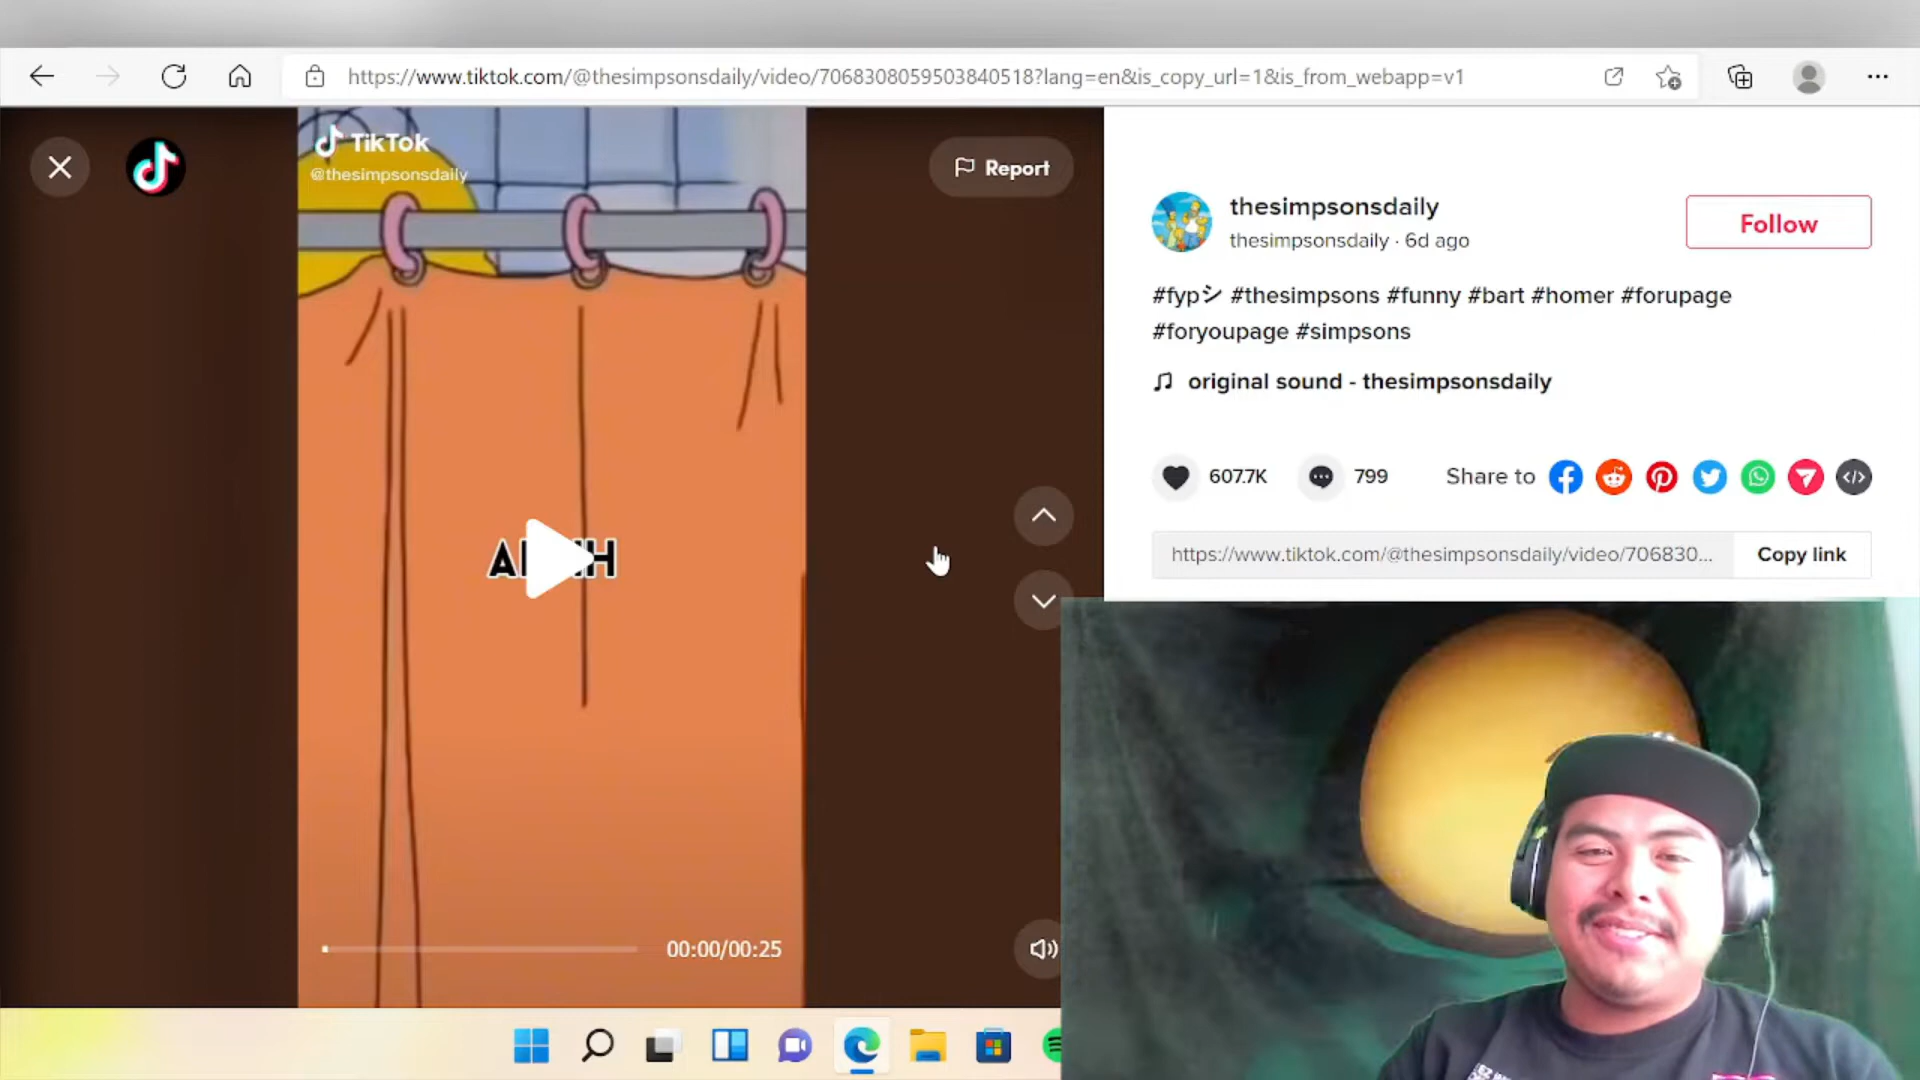 https://www.tiktok.com/@thesimpsonsdaily/video/7068308059503840518?lang=en&is_copy_url=1&is_from_webapp=v1
TikTok
@thesimpsonsdaily
Report
thesimpsonsdaily
thesimpsonsdaily · 6d ago
Follow
#fypシ #thesimpsons #funny #bart #homer #forupage
#foryoupage #simpsons
original sound - thesimpsonsdaily
607.7K
799
Share to
https://www.tiktok.com/@thesimpsonsdaily/video/706830...
Copy link
00:00/00:25